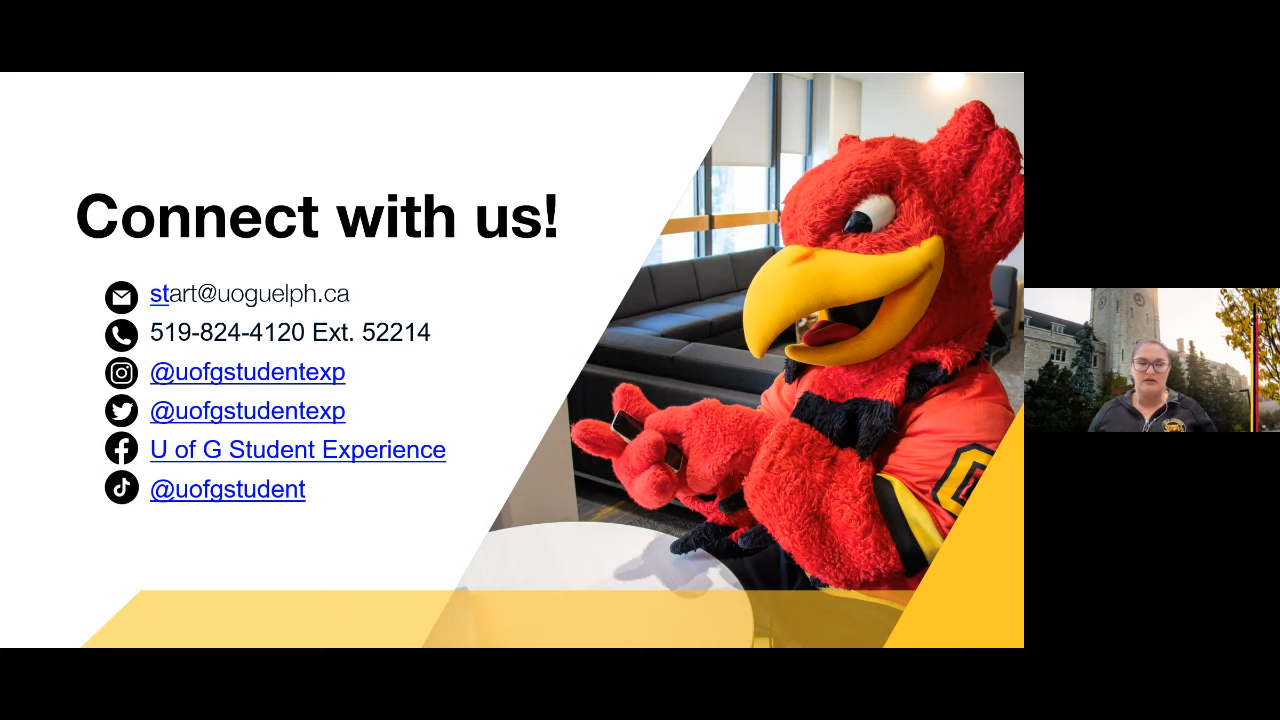 Connect with us!
start@uoguelph.ca
519-824-4120 Ext. 52214
@uofgstudentexp
@uofgstudentexp
U of G Student Experience
@uofgstudent